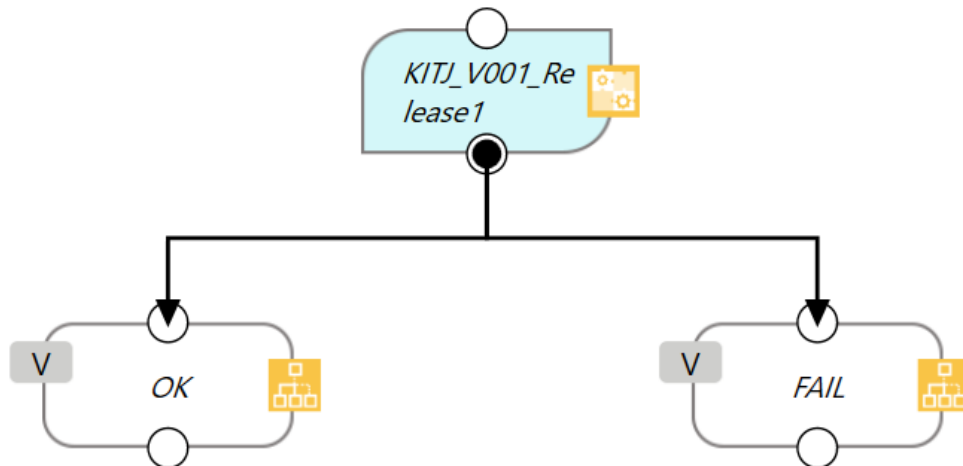 KITJ_V001_Re
lease1
V
OK
V
FAIL